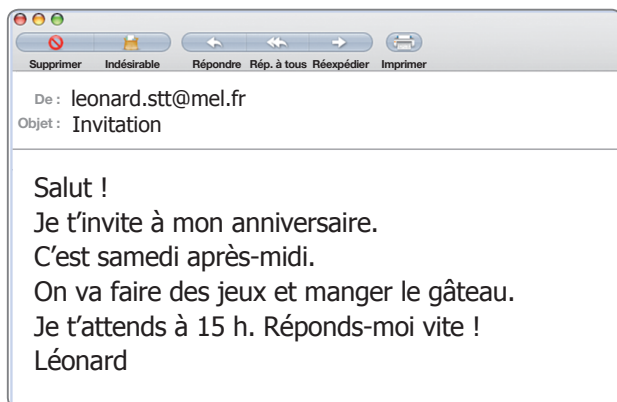 Supprimer Indésirable Répondre Rép. à tous Réexpédier Imprimer
De : leonard.stt@mel.fr
Objet : Invitation
Salut !
Je t’invite à mon anniversaire.
C’est samedi après-midi.
On va faire des jeux et manger le gâteau.
Je t’attends à 15 h. Réponds-moi vite !
Léonard